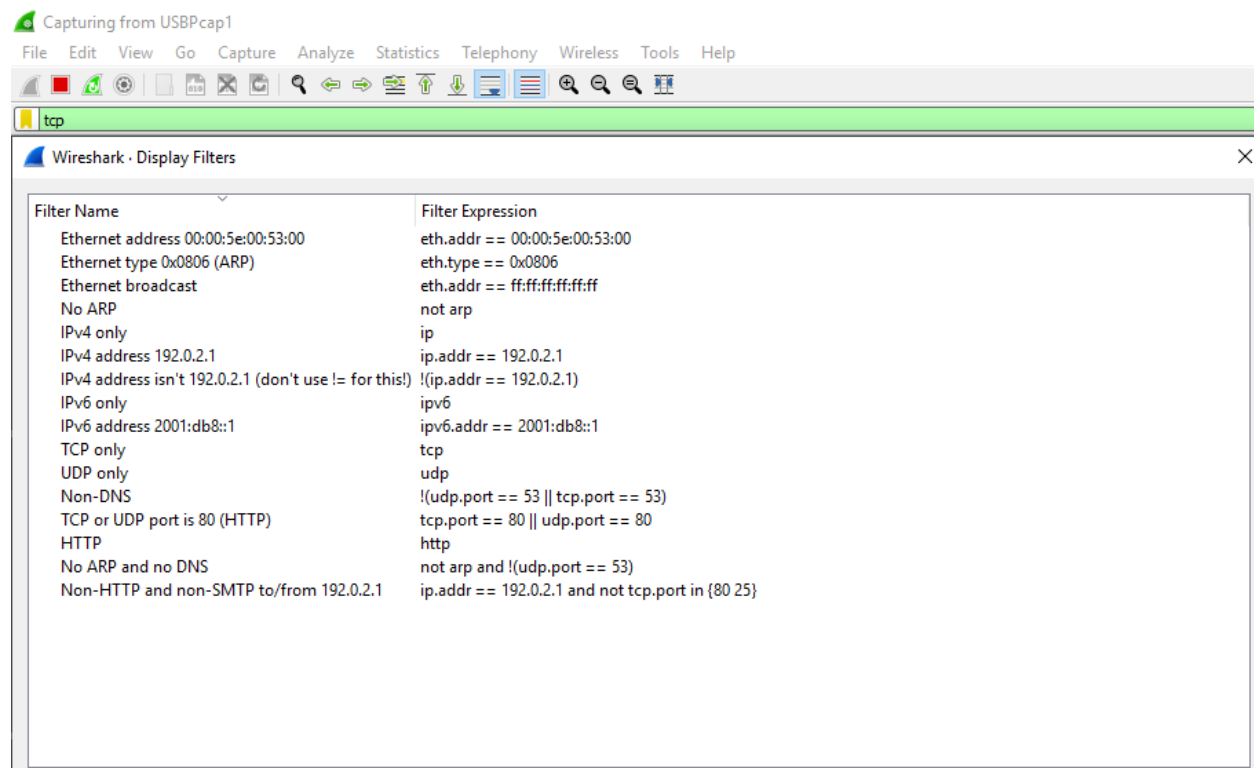 Capturing from USBPcap1
File Edit View Go Capture Analyze Statistics Telephony Wireless Tools Help
tcp
Wireshark · Display Filters
Filter Name Filter Expression
Ethernet address 00:00:5e:00:53:00 eth.addr == 00:00:5e:00:53:00
Ethernet type 0x0806 (ARP) eth.type == 0x0806
Ethernet broadcast eth.addr == ff:ff:ff:ff:ff:ff
No ARP not arp
IPv4 only ip
IPv4 address 192.0.2.1 ip.addr == 192.0.2.1
IPv4 address isn't 192.0.2.1 (don't use != for this!) !(ip.addr == 192.0.2.1)
IPv6 only ipv6
IPv6 address 2001:db8::1 ipv6.addr == 2001:db8::1
TCP only tcp
UDP only udp
Non-DNS !(udp.port == 53 || tcp.port == 53)
TCP or UDP port is 80 (HTTP) tcp.port == 80 || udp.port == 80
HTTP http
No ARP and no DNS not arp and !(udp.port == 53)
Non-HTTP and non-SMTP to/from 192.0.2.1 ip.addr == 192.0.2.1 and not tcp.port in {80 25}